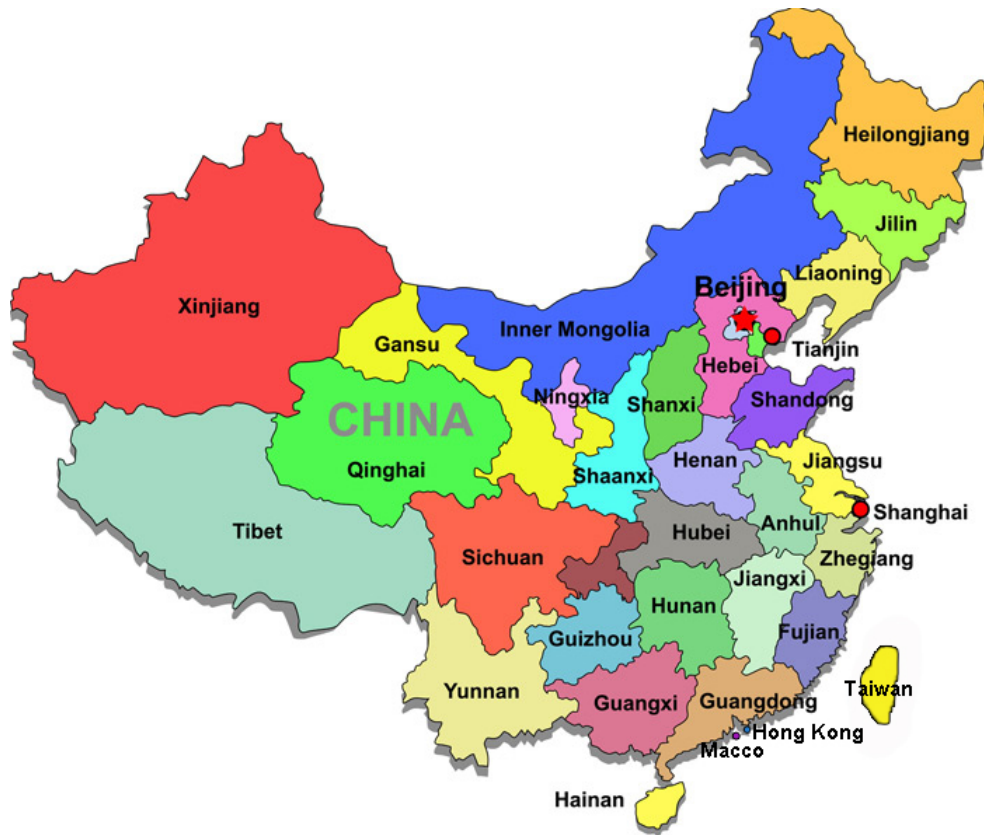 Heilongjiang
Jilin
Liaoning
Beijing
Xinjiang
Inner Mongolia
Gansu
Tianjin
Hebei
Ningxia
Shanxi
Shandong
CHINA
Qinghai
Henan
Jiangsu
Shaanxi
Shanghai
Tibet
Hubei
Anhui
Sichuan
Zhegiang
Jiangxi
Hunan
Guizhou
Fujian
Yunnan
Taiwan
Guangxi
Guangdong
Hong Kong
Macco
Hainan